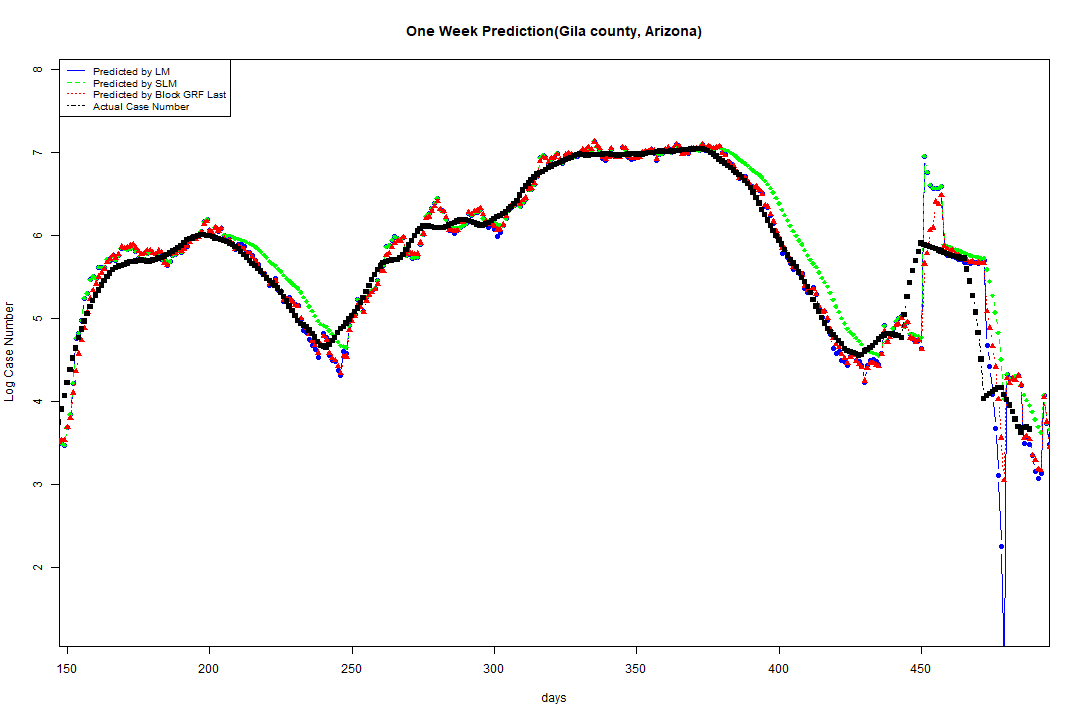 One Week Prediction(Gila county, Arizona)
Predicted by LM
Predicted by SLM
Predicted by Block GRF Last
Actual Case Number
Log Case Number
8
7
6
5
4
3
2
150 200 250 300 350 400 450
days